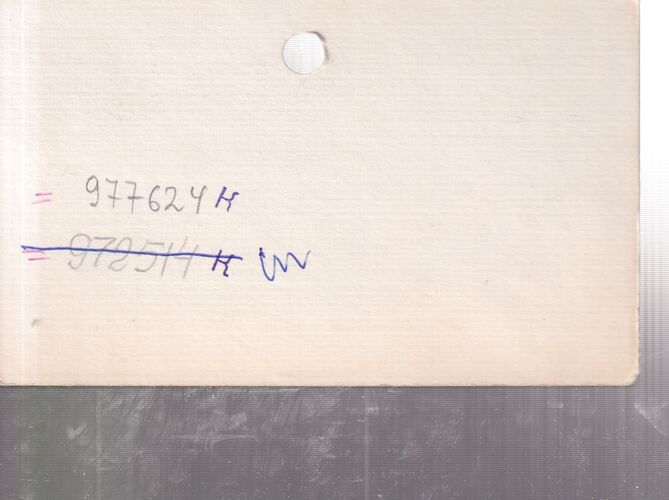 = 977624 к
= 972514 к